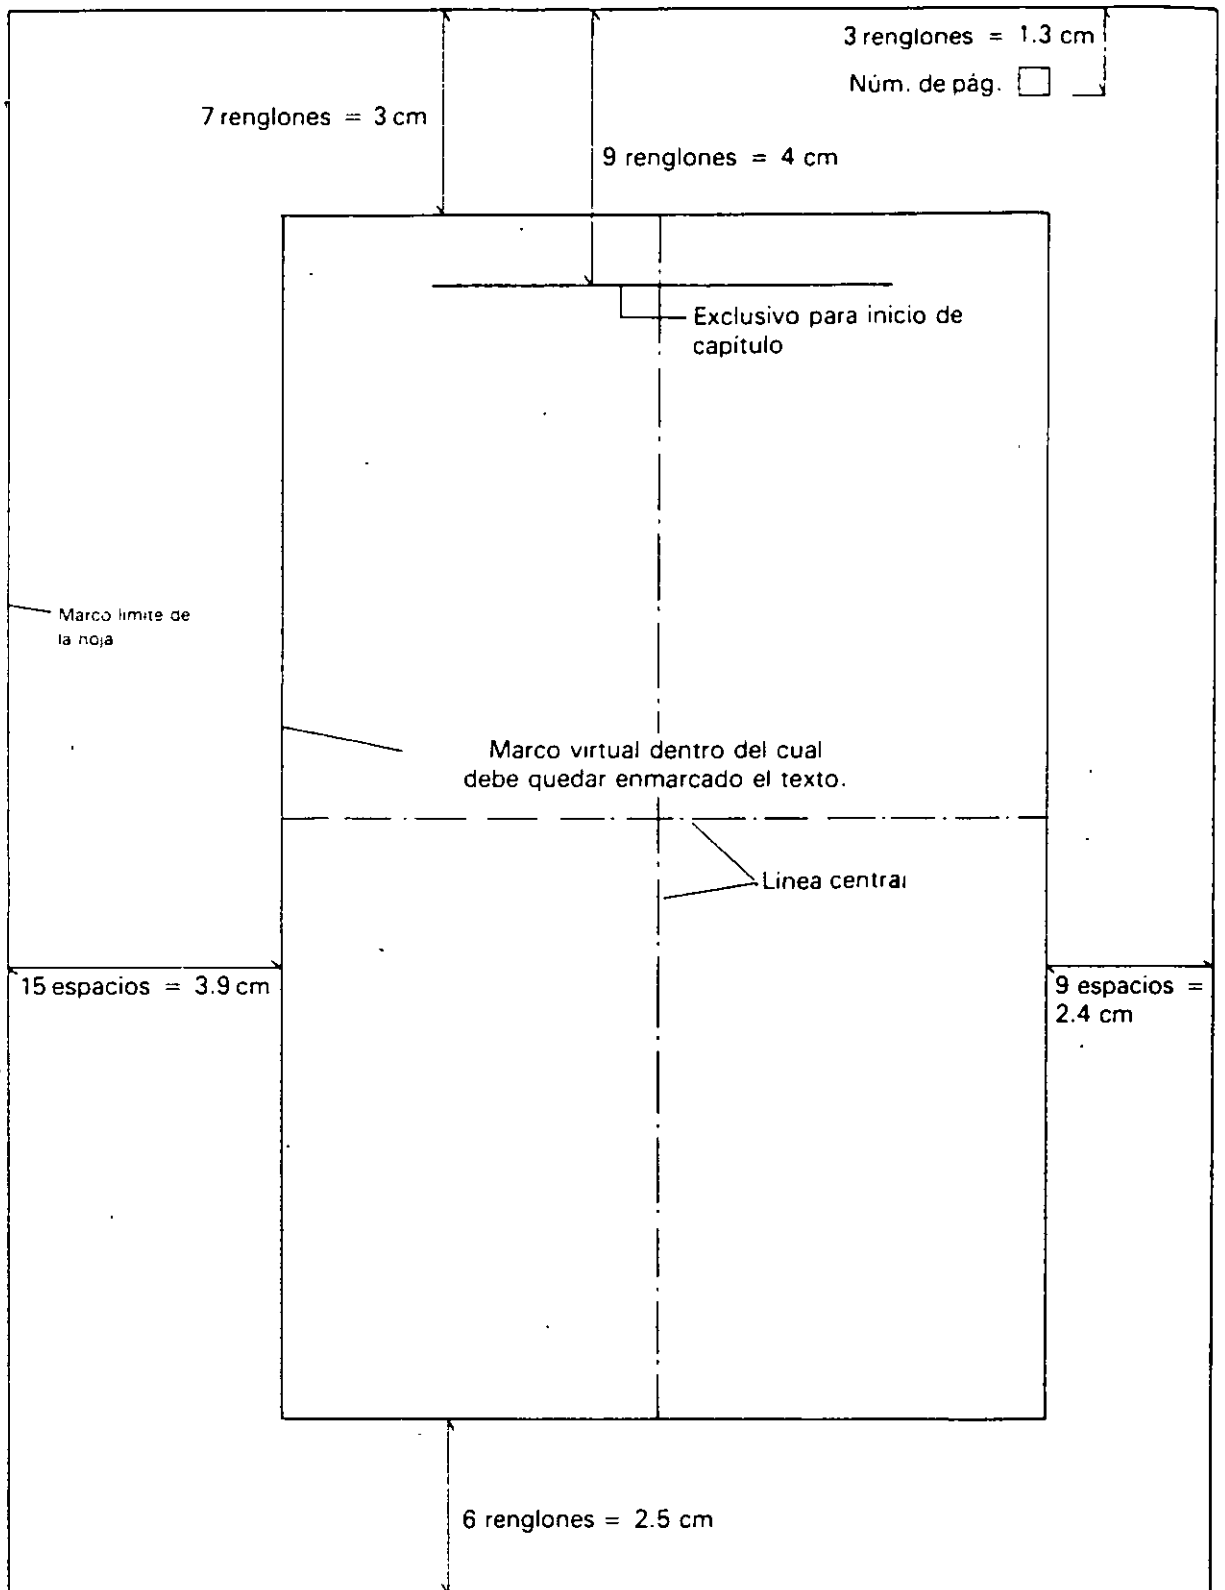 3 renglones = 1.3 cm
Núm. de pág.
7 renglones = 3 cm
9 renglones = 4 cm
Exclusivo para inicio de
capítulo
Marco limite de
la hoja
Marco virtual dentro del cual
debe quedar enmarcado el texto.
Linea central
15 espacios = 3.9 cm
9 espacios =
2.4 cm
6 renglones = 2.5 cm